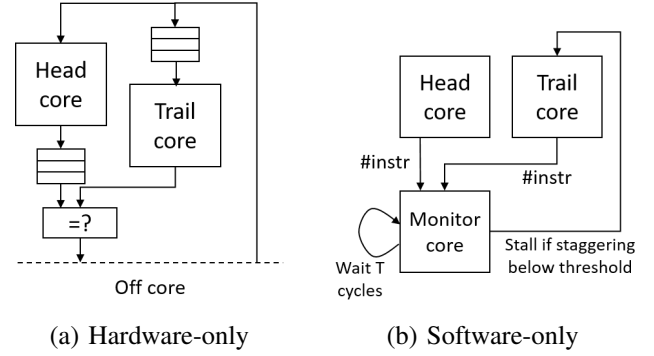 Head
core
Trail
core
=?
Off core
(a) Hardware-only
Head
core
Trail
core
#instr
#instr
Monitor
core
Wait T
cycles
Stall if staggering
below threshold
(b) Software-only